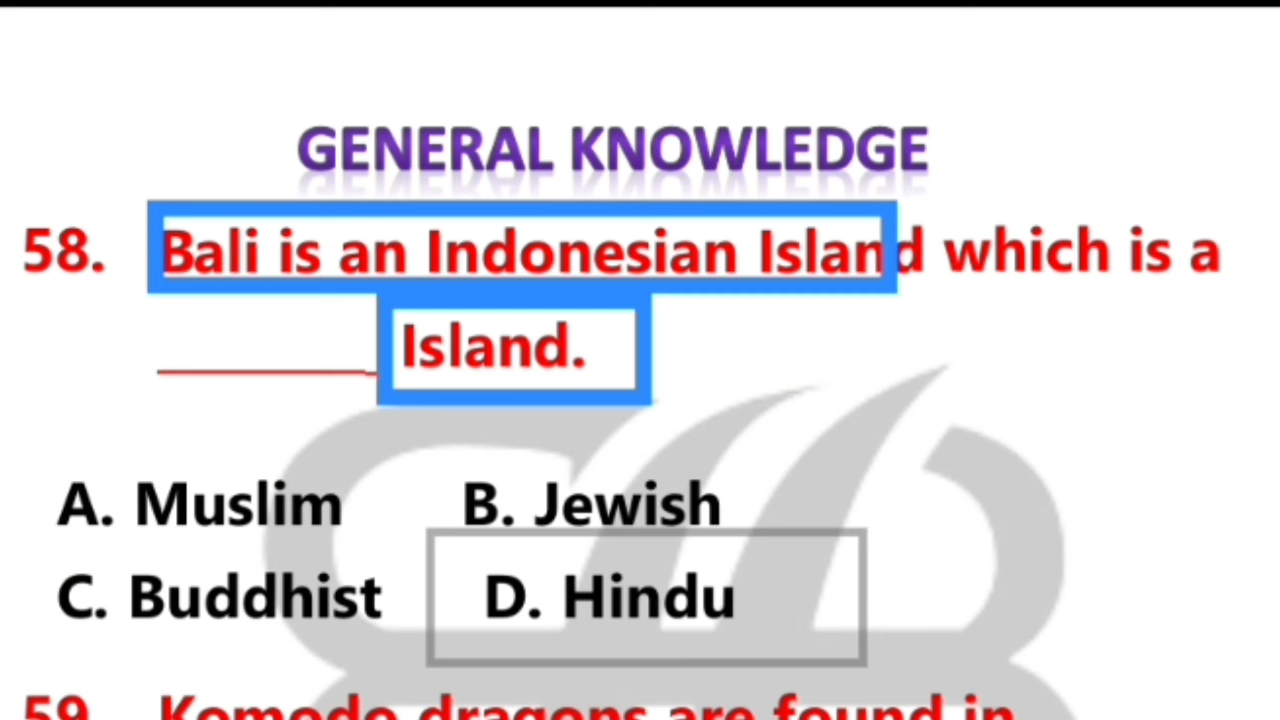 GENERAL KNOWLEDGE
58. Bali is an Indonesian Island which is a
________ Island.
A. Muslim B. Jewish
C. Buddhist D. Hindu
59. Komodo dragons are found in